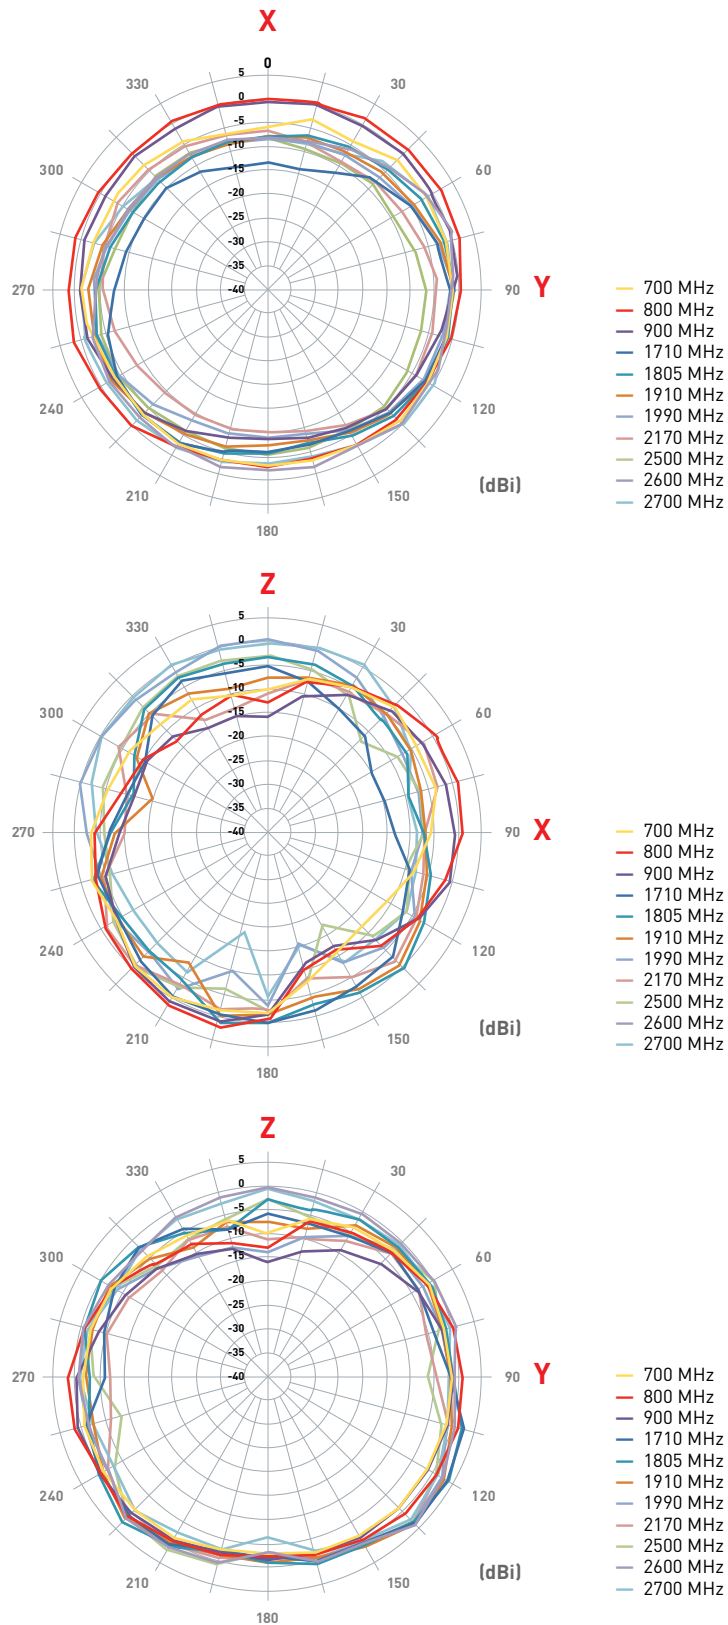 X
0
5
0
-5
-10
-15
-20
-25
-30
-35
-40
330
30
300
60
270
90
Y
240
120
210
150
180
(dBi)
700 MHz
800 MHz
900 MHz
1710 MHz
1805 MHz
1910 MHz
1990 MHz
2170 MHz
2500 MHz
2600 MHz
2700 MHz
Z
5
0
-5
-10
-15
-20
-25
-30
-35
-40
330
30
300
60
270
90
X
240
120
210
150
180
(dBi)
700 MHz
800 MHz
900 MHz
1710 MHz
1805 MHz
1910 MHz
1990 MHz
2170 MHz
2500 MHz
2600 MHz
2700 MHz
Z
5
0
-5
-10
-15
-20
-25
-30
-35
-40
330
30
300
60
270
90
Y
240
120
210
150
180
(dBi)
700 MHz
800 MHz
900 MHz
1710 MHz
1805 MHz
1910 MHz
1990 MHz
2170 MHz
2500 MHz
2600 MHz
2700 MHz